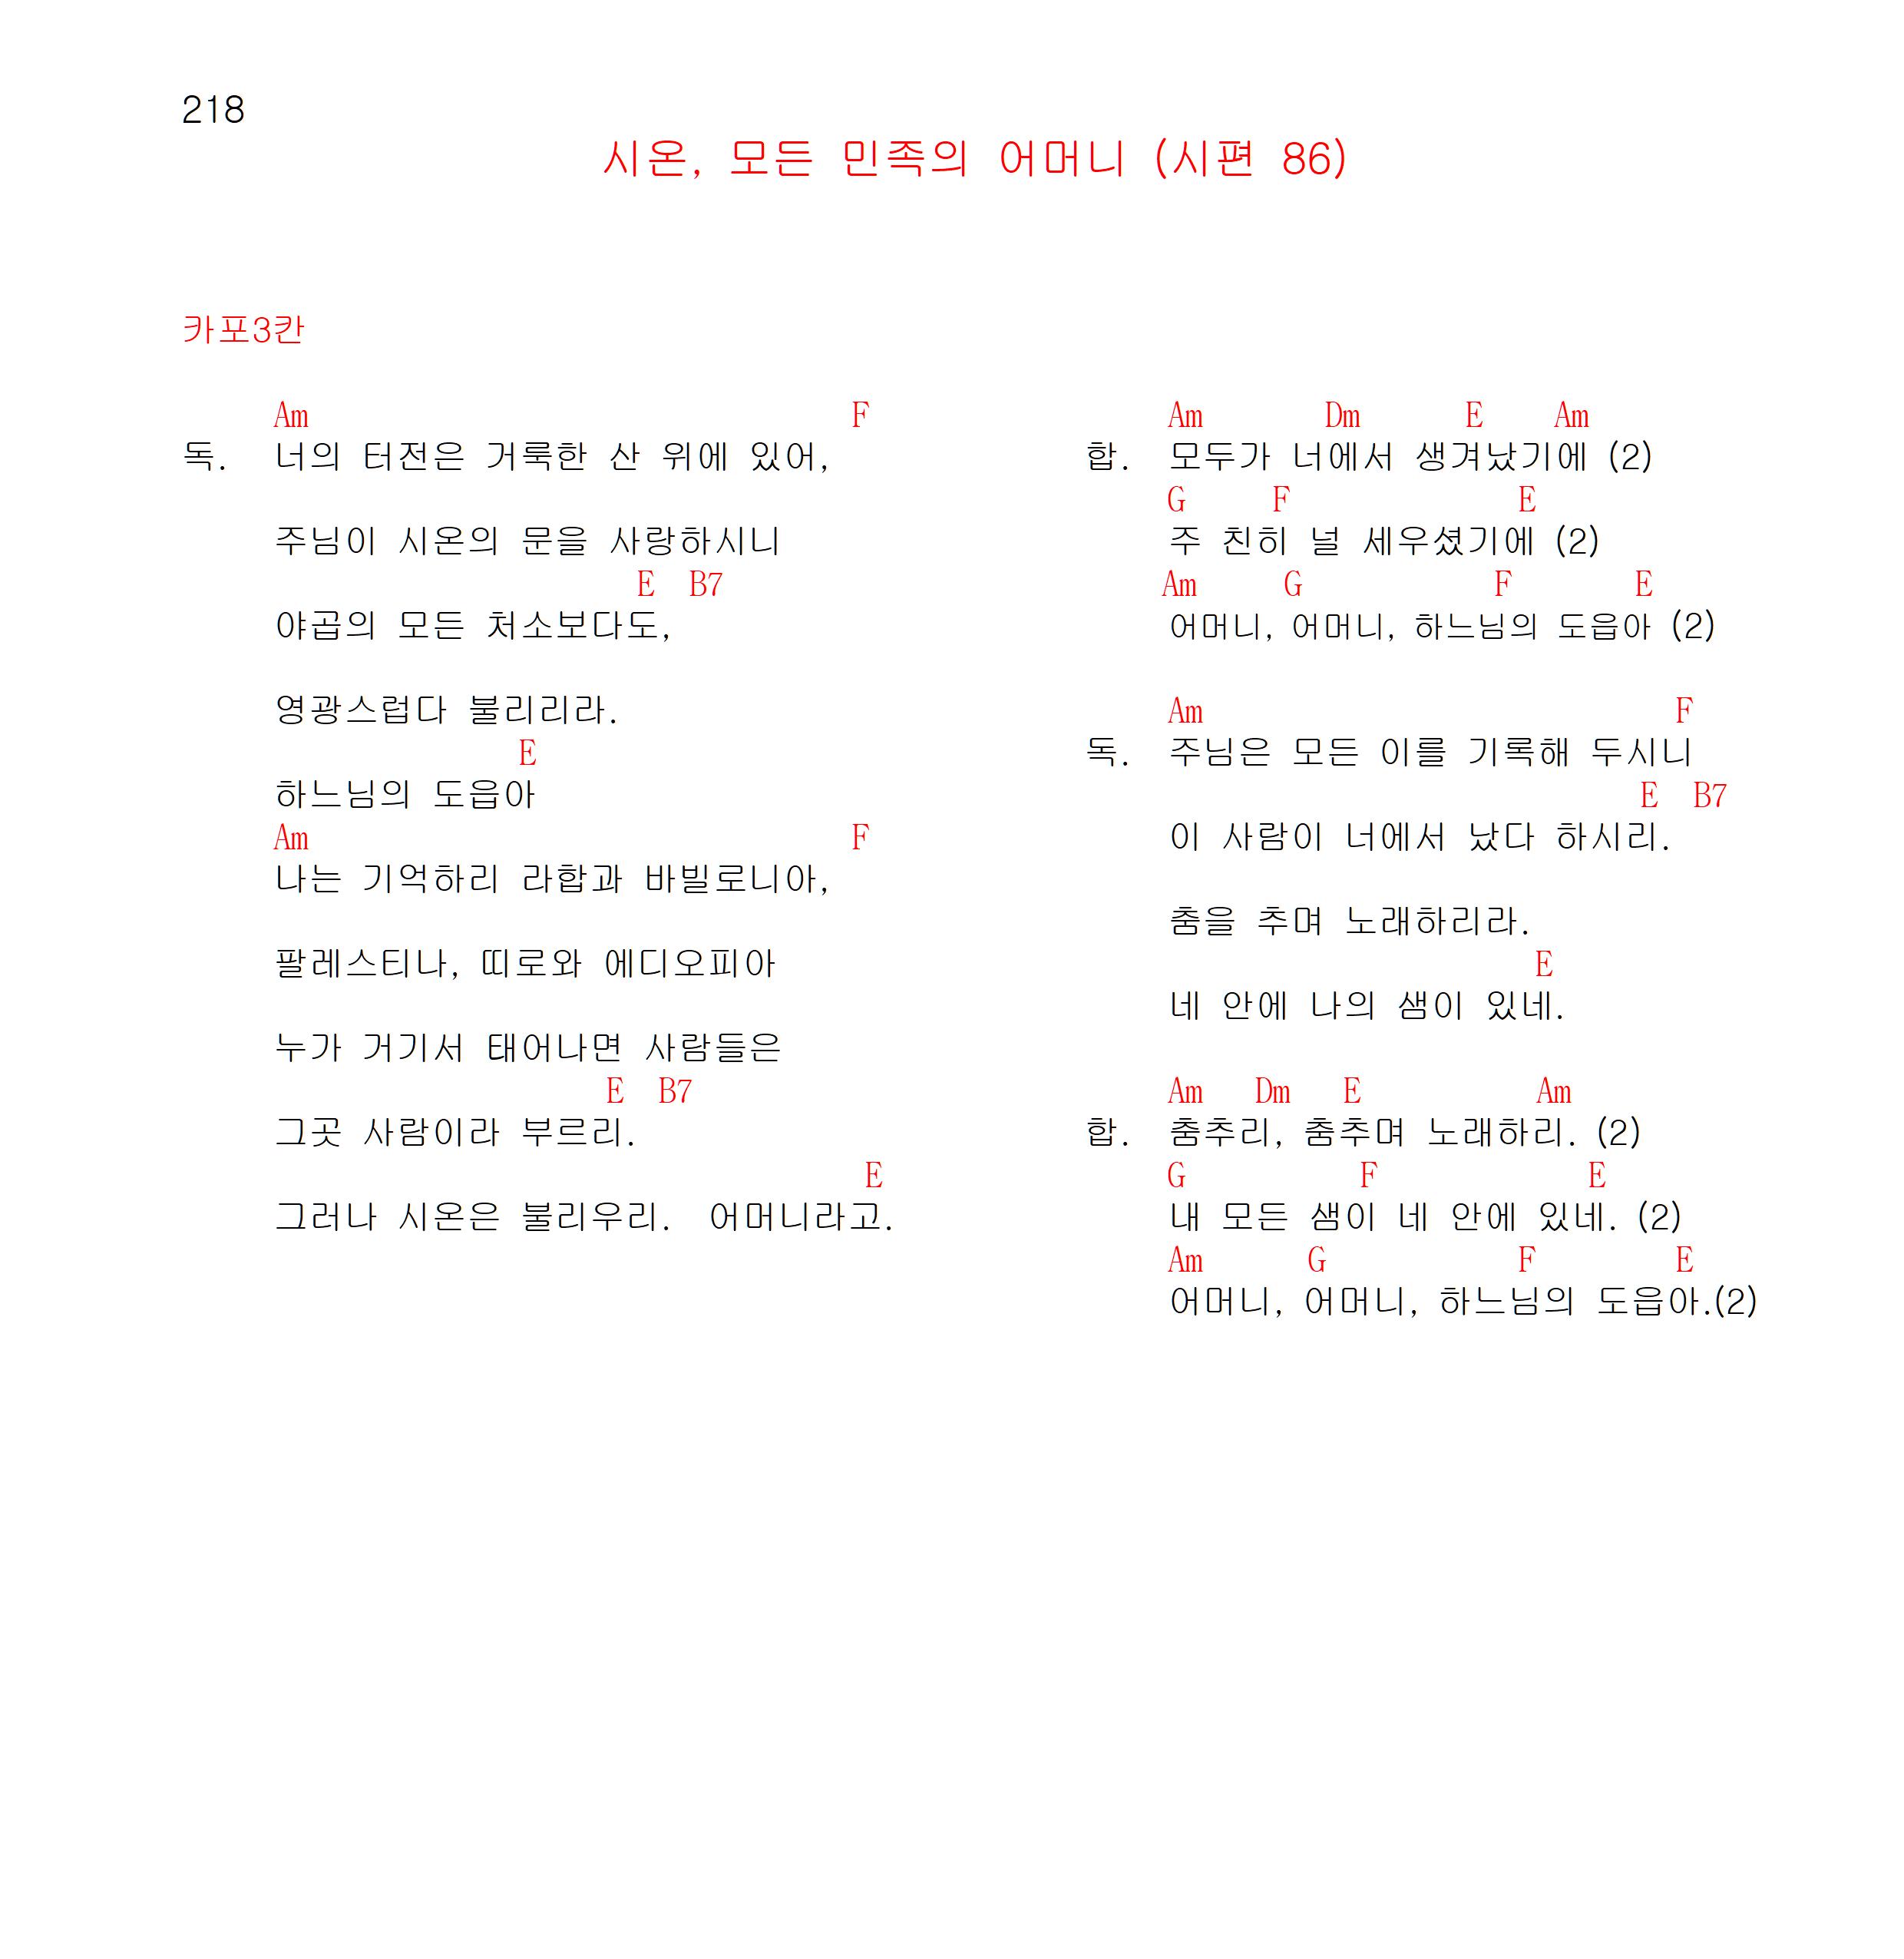 218
시온, 모든 민족의 어머니 (시편 86)
카포3칸
Am F
독. 너의 터전은 거룩한 산 위에 있어,
주님이 시온의 문을 사랑하시니
E B7
야곱의 모든 처소보다도,
영광스럽다 불리리라.
E
하느님의 도읍아
Am F
나는 기억하리 라합과 바빌로니아,
팔레스티나, 띠로와 에디오피아
누가 거기서 태어나면 사람들은
E B7
그곳 사람이라 부르리.
E
그러나 시온은 불리우리. 어머니라고.
Am Dm E Am
합. 모두가 너에서 생겨났기에 (2)
G F E
주 친히 널 세우셨기에 (2)
Am G F E
어머니, 어머니, 하느님의 도읍아 (2)
Am F
독. 주님은 모든 이를 기록해 두시니
E B7
이 사람이 너에서 났다 하시리.
춤을 추며 노래하리라.
E
네 안에 나의 샘이 있네.
Am Dm E Am
합. 춤추리, 춤추며 노래하리. (2)
G F E
내 모든 샘이 네 안에 있네. (2)
Am G F E
어머니, 어머니, 하느님의 도읍아.(2)